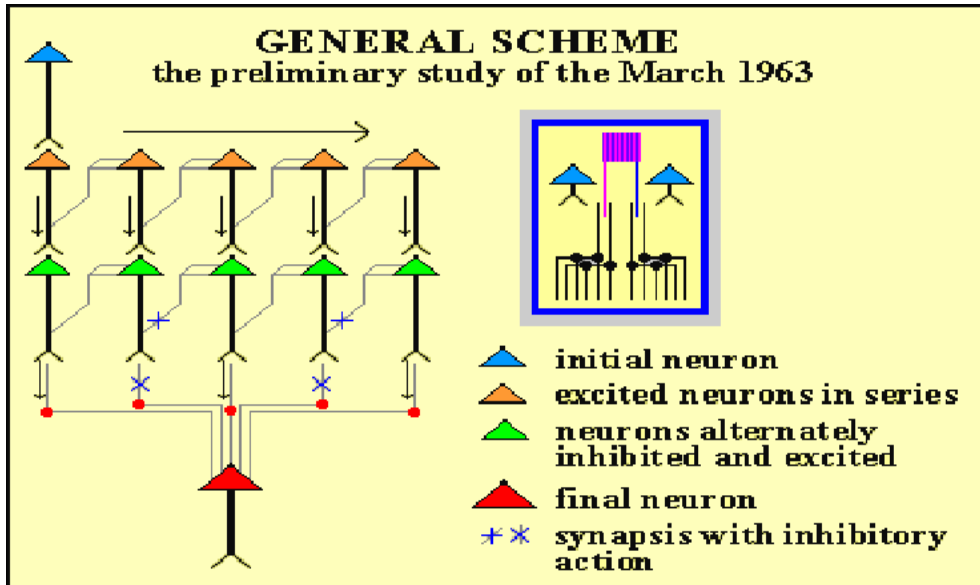 GENERAL SCHEME
the preliminary study of the March 1963
initial neuron
excited neurons in series
neurons alternately
inhibited and excited
final neuron
synapsis with inhibitory
action